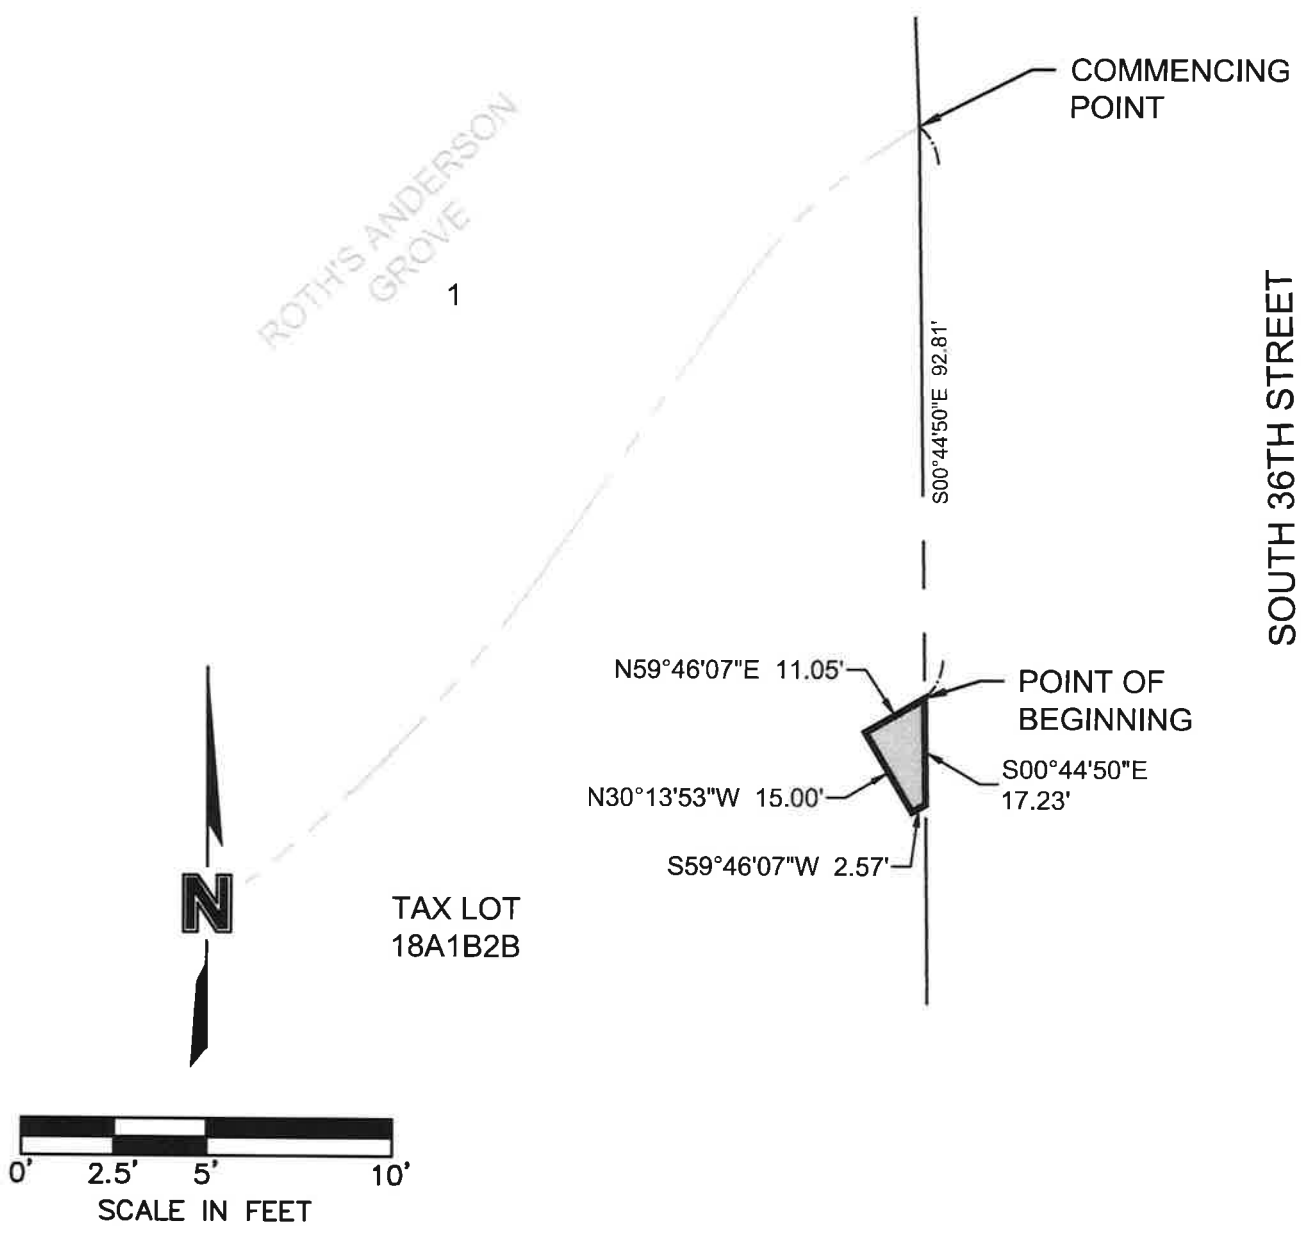 COMMENCING
POINT
ROTH'S ANDERSON
GROVE
1
S00°44'50"E 92.81'
SOUTH 36TH STREET
N59°46'07"E 11.05'
POINT OF
BEGINNING
S00°44'50"E
17.23'
N30°13'53"W 15.00'
S59°46'07"W 2.57'
N
TAX LOT
18A1B2B
0' 2.5' 5' 10'
SCALE IN FEET